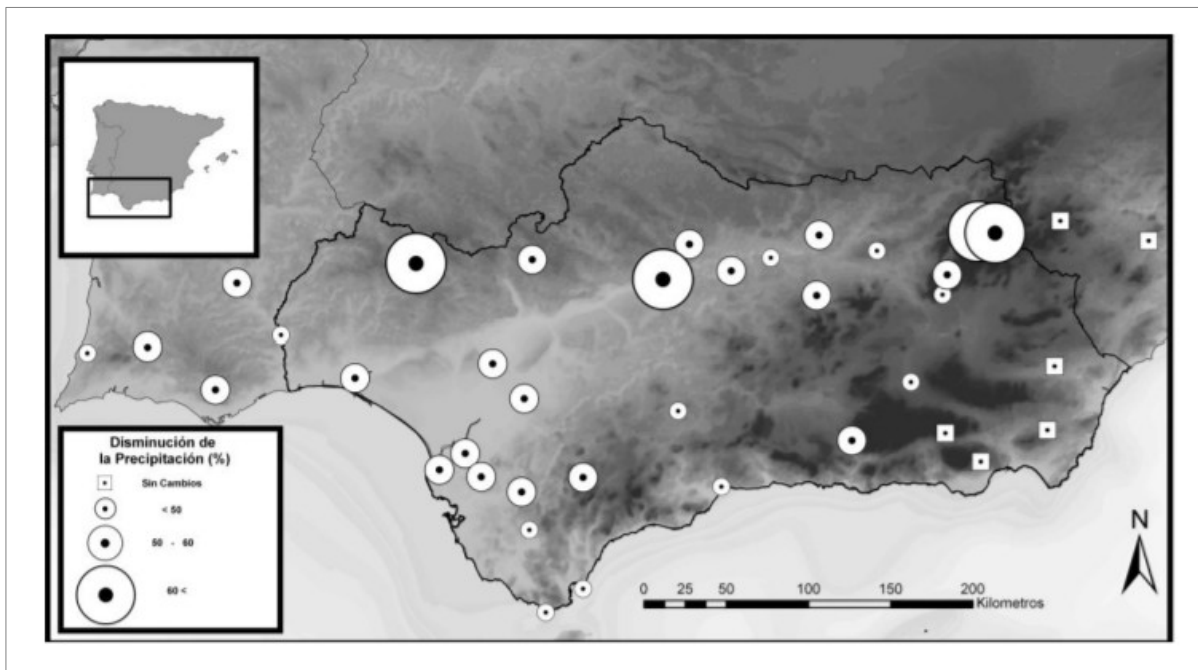 Disminución de
la Precipitación (%)
Sin Cambios
< 50
50 - 60
60 <
N
0 25 50 100 150 200
Kilometros